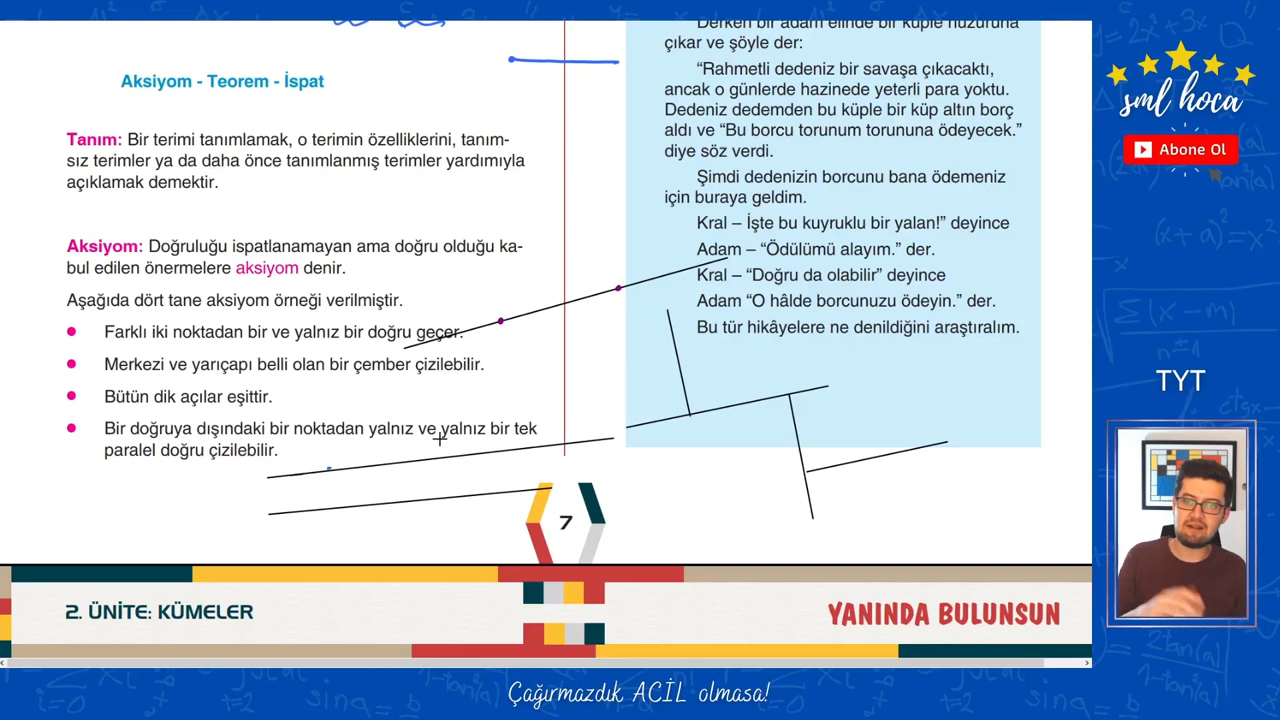 Aksiyom - Teorem - İspat
Tanım: Bir terimi tanımlamak, o terimin özelliklerini, tanım-
sız terimler ya da daha önce tanımlanmış terimler yardımıyla
açıklamak demektir.
Aksiyom: Doğruluğu ispatlanamayan ama doğru olduğu ka-
bul edilen önermelere aksiyom denir.
Aşağıda dört tane aksiyom örneği verilmiştir.
Farklı iki noktadan bir ve yalnız bir doğru geçer.
Merkezi ve yarıçapı belli olan bir çember çizilebilir.
Bütün dik açılar eşittir.
Bir doğruya dışındaki bir noktadan yalnız ve yalnız bir tek
paralel doğru çizilebilir.
Derken bir adam elinde bir küple huzuruna
çıkar ve şöyle der:
"Rahmetli dedeniz bir savaşa çıkacaktı,
ancak o günlerde hazinede yeterli para yoktu.
Dedeniz dedemden bu küple bir küp altın borç
aldı ve "Bu borcu torunum torununa ödeyecek."
diye söz verdi.
Şimdi dedenizin borcunu bana ödemeniz
için buraya geldim.
Kral – İşte bu kuyruklu bir yalan!" deyince
Adam – "Ödülümü alayım." der.
Kral – "Doğru da olabilir" deyince
Adam "O hâlde borcunuzu ödeyin." der.
Bu tür hikâyelere ne denildiğini araştıralım.
7
2. ÜNİTE: KÜMELER
YANINDA BULUNSUN
sml hoca
Abone Ol
TYT
Çağırmazdık ACİL olmasa!